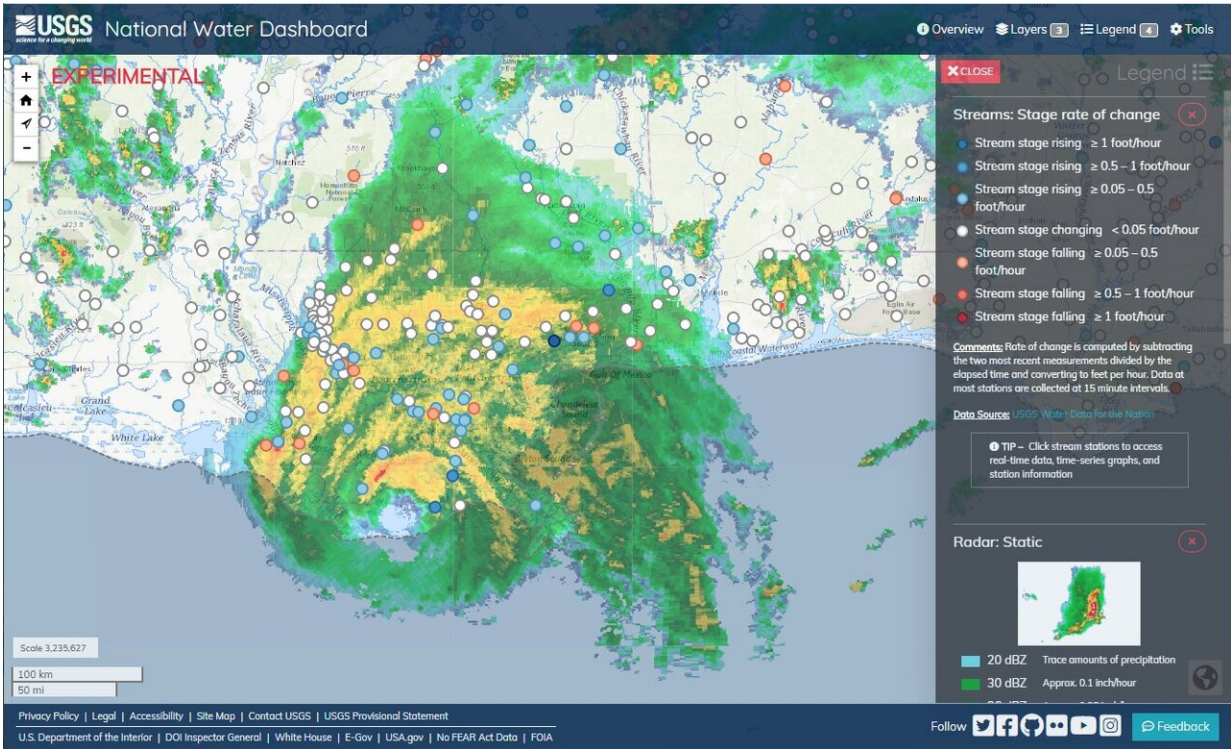 USGS
science for a changing world
National Water Dashboard
Overview
Layers 3
Legend 4
Tools
EXPERIMENTAL
+
-
CLOSE
Legend
Streams: Stage rate of change
Stream stage rising ≥ 1 foot/hour
Stream stage rising ≥ 0.5 – 1 foot/hour
Stream stage rising ≥ 0.05 – 0.5
foot/hour
Stream stage changing < 0.05 foot/hour
Stream stage falling ≥ 0.05 – 0.5
foot/hour
Stream stage falling ≥ 0.5 – 1 foot/hour
Stream stage falling ≥ 1 foot/hour
Comments: Rate of change is computed by subtracting
the two most recent measurements divided by the
elapsed time and converting to feet per hour. Data at
most stations are collected at 15 minute intervals.
Data Source: USGS Water Data for the Nation
TIP – Click stream stations to access
real-time data, time-series graphs, and
station information
Radar: Static
20 dBZ Trace amounts of precipitation
30 dBZ Approx. 0.1 inch/hour
Natchez
Grand
Lake
White Lake
Gulf Of Mexico
Chandeleur
Sound
Eglin Air
Force Base
Scale 3,235,627
100 km
50 mi
Privacy Policy | Legal | Accessibility | Site Map | Contact USGS | USGS Provisional Statement
U.S. Department of the Interior | DOI Inspector General | White House | E-Gov | USA.gov | No FEAR Act Data | FOIA
Follow
Feedback